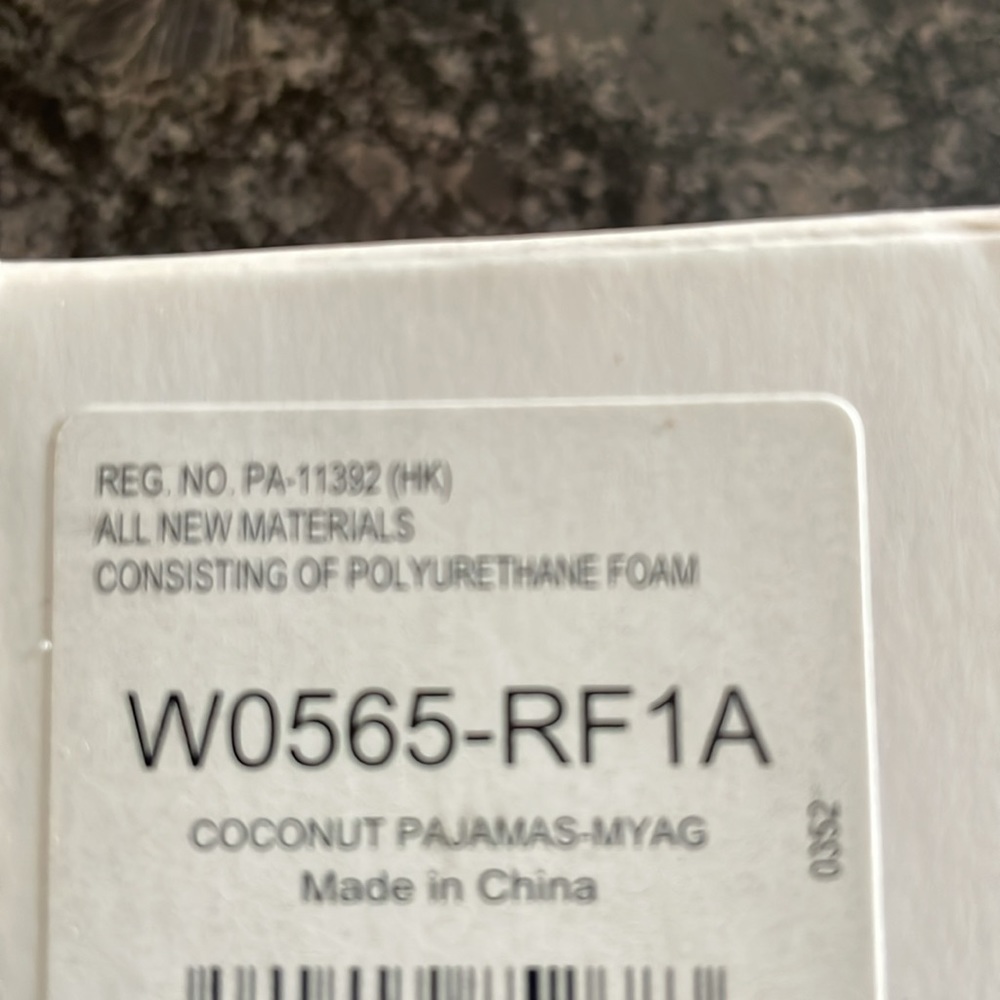 REG. NO. PA-11392 (HK)
ALL NEW MATERIALS
CONSISTING OF POLYURETHANE FOAM
W0565-RF1A
COCONUT PAJAMAS-MYAG
Made in China
0352